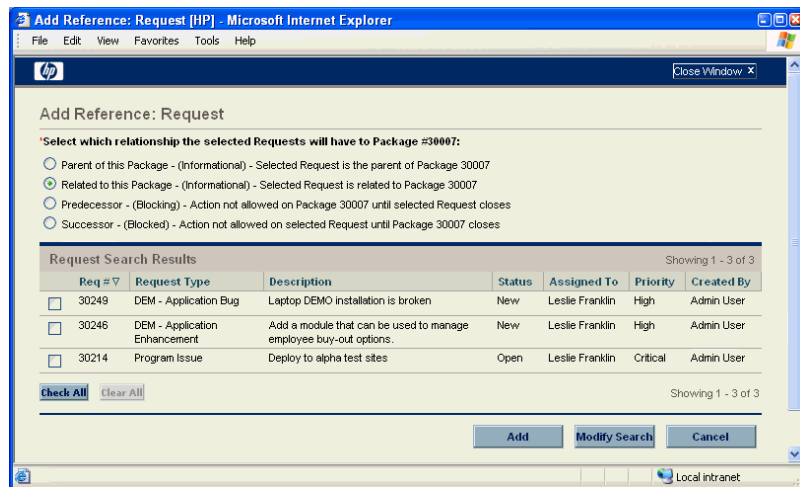 Add Reference: Request [HP] - Microsoft Internet Explorer
File Edit View Favorites Tools Help
hp
Close Window x
Add Reference: Request
*Select which relationship the selected Requests will have to Package #30007:
Parent of this Package - (Informational) - Selected Request is the parent of Package 30007
Related to this Package - (Informational) - Selected Request is related to Package 30007
Predecessor - (Blocking) - Action not allowed on Package 30007 until selected Request closes
Successor - (Blocked) - Action not allowed on selected Request until Package 30007 closes
Request Search Results Showing 1 - 3 of 3
Req # Request Type Description Status Assigned To Priority Created By
30249 DEM - Application Bug Laptop DEMO installation is broken New Leslie Franklin High Admin User
30246 DEM - Application Add a module that can be used to manage New Leslie Franklin High Admin User
Enhancement employee buy-out options.
30214 Program Issue Deploy to alpha test sites Open Leslie Franklin Critical Admin User
Check All Clear All Showing 1 - 3 of 3
Add Modify Search Cancel
Local intranet